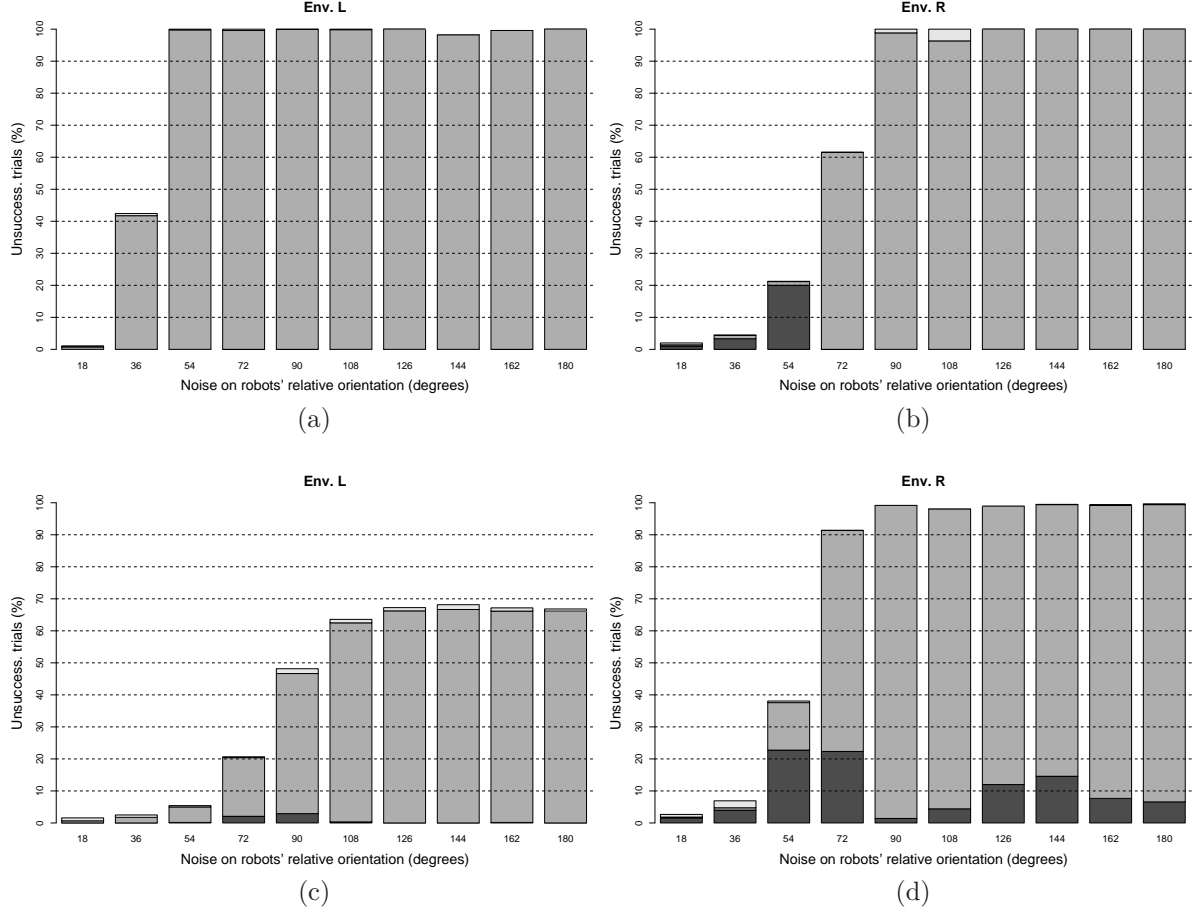 Env. L
Unsuccess. trials (%)
0 10 20 30 40 50 60 70 80 90 100
18 36 54 72 90 108 126 144 162 180
Noise on robots' relative orientation (degrees)
(a)
Env. R
Unsuccess. trials (%)
0 10 20 30 40 50 60 70 80 90 100
18 36 54 72 90 108 126 144 162 180
Noise on robots' relative orientation (degrees)
(b)
Env. L
Unsuccess. trials (%)
0 10 20 30 40 50 60 70 80 90 100
18 36 54 72 90 108 126 144 162 180
Noise on robots' relative orientation (degrees)
(c)
Env. R
Unsuccess. trials (%)
0 10 20 30 40 50 60 70 80 90 100
18 36 54 72 90 108 126 144 162 180
Noise on robots' relative orientation (degrees)
(d)